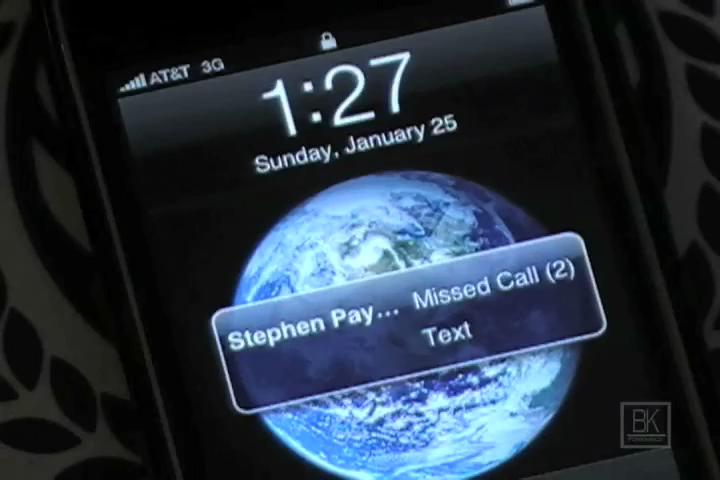 AT&T 3G
1:27
Sunday, January 25
Stephen Pay... Missed Call (2)
Text
BK